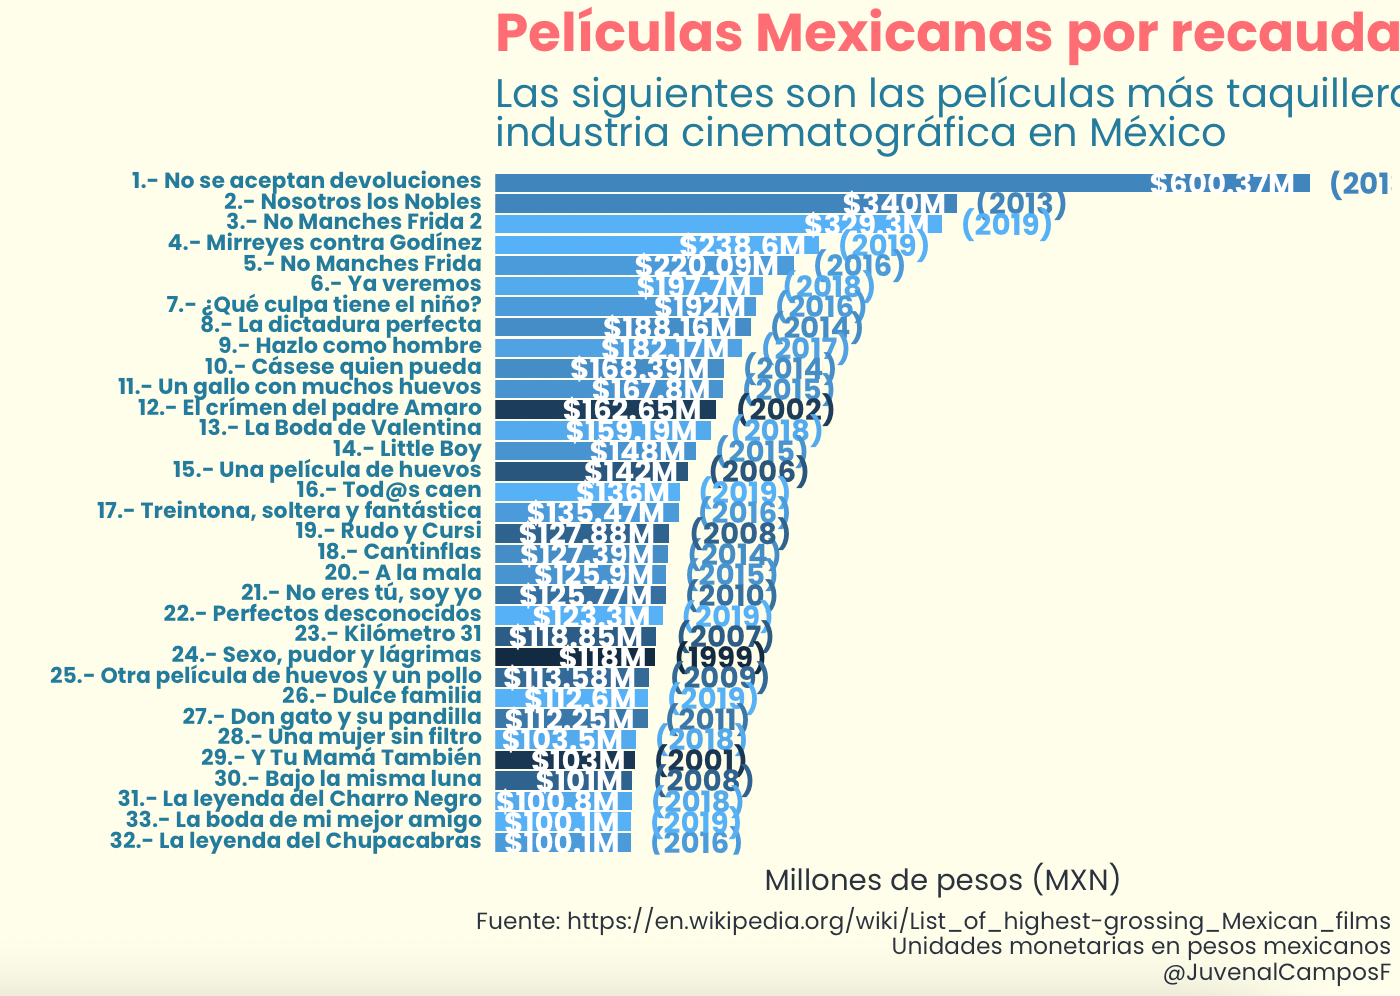 Películas Mexicanas por recauda
Las siguientes son las películas más taquiller
industria cinematográfica en México
1.- No se aceptan devoluciones $600.37M (201
2.- Nosotros los Nobles $340M (2013)
3.- No Manches Frida 2 $329.3M (2019)
4.- Mirreyes contra Godínez $238.6M (2019)
5.- No Manches Frida $220.09M (2016)
6.- Ya veremos $197.7M (2018)
7.- ¿Qué culpa tiene el niño? $192M (2016)
8.- La dictadura perfecta $188.16M (2014)
9.- Hazlo como hombre $182.17M (2017)
10.- Cásese quien pueda $168.39M (2014)
11.- Un gallo con muchos huevos $167.8M (2015)
12.- El crímen del padre Amaro $162.65M (2002)
13.- La Boda de Valentina $159.19M (2018)
14.- Little Boy $148M (2015)
15.- Una película de huevos $142M (2006)
16.- Tod@s caen $136M (2019)
17.- Treintona, soltera y fantástica $135.47M (2016)
19.- Rudo y Cursi $127.88M (2008)
18.- Cantinflas $127.39M (2014)
20.- A la mala $125.9M (2015)
21.- No eres tú, soy yo $125.77M (2010)
22.- Perfectos desconocidos $123.3M (2019)
23.- Kilómetro 31 $118.85M (2007)
24.- Sexo, pudor y lágrimas $118M (1999)
25.- Otra película de huevos y un pollo $113.58M (2009)
26.- Dulce familia $112.6M (2019)
27.- Don gato y su pandilla $112.25M (2011)
28.- Una mujer sin filtro $103.5M (2018)
29.- Y Tu Mamá También $103M (2001)
30.- Bajo la misma luna $101M (2008)
31.- La leyenda del Charro Negro $100.8M (2018)
33.- La boda de mi mejor amigo $100.1M (2019)
32.- La leyenda del Chupacabras $100.1M (2016)
Millones de pesos (MXN)
Fuente: https://en.wikipedia.org/wiki/List_of_highest-grossing_Mexican_films
Unidades monetarias en pesos mexicanos
@JuvenalCamposF